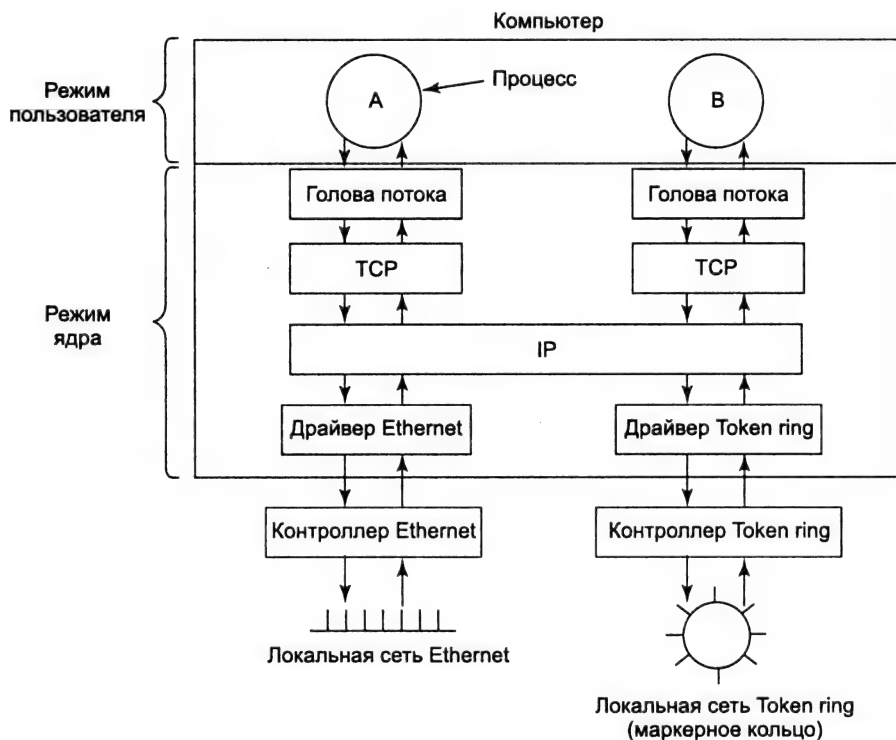 Компьютер
Режим
пользователя
A
Процесс
B
Голова потока
Голова потока
TCP
TCP
Режим
ядра
IP
Драйвер Ethernet
Драйвер Token ring
Контроллер Ethernet
Контроллер Token ring
Локальная сеть Ethernet
Локальная сеть Token ring
(маркерное кольцо)